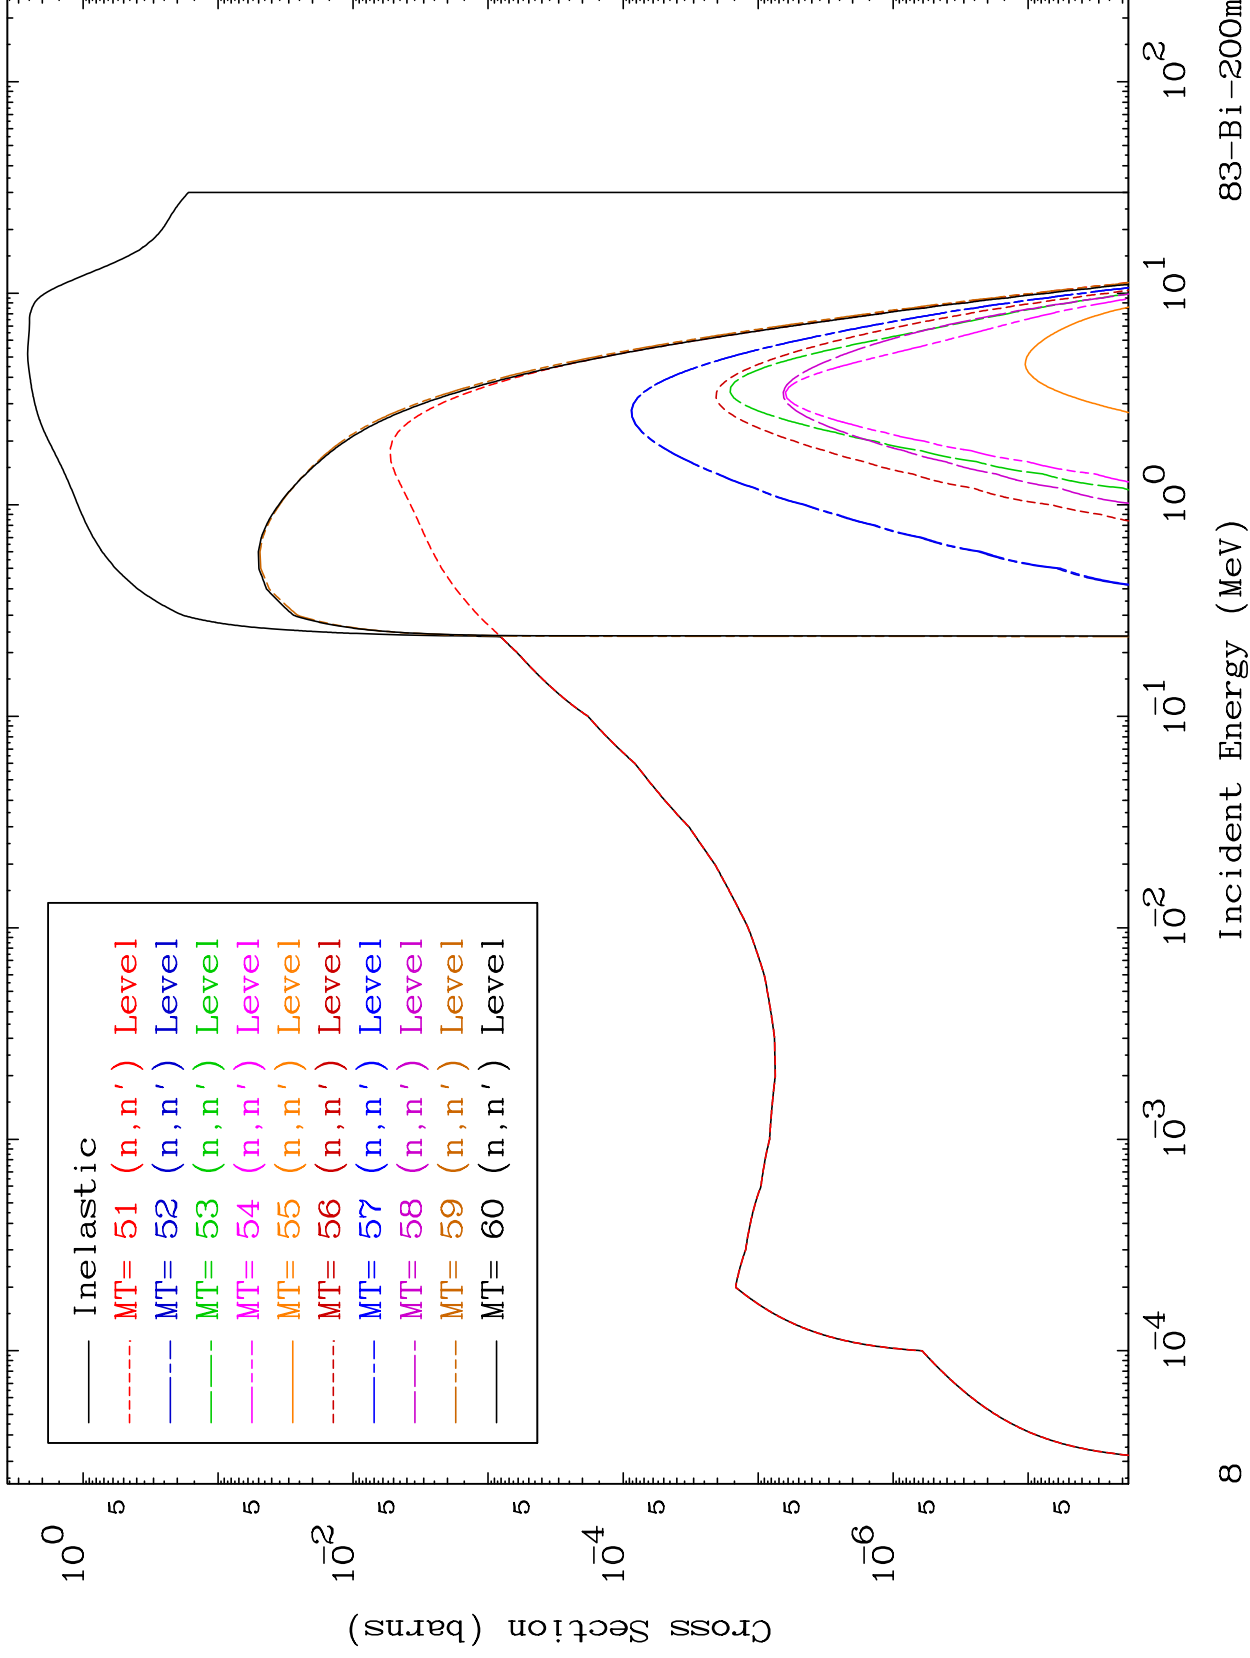 Inelastic
MT= 51 (n,n') Level
MT= 52 (n,n') Level
MT= 53 (n,n') Level
MT= 54 (n,n') Level
MT= 55 (n,n') Level
MT= 56 (n,n') Level
MT= 57 (n,n') Level
MT= 58 (n,n') Level
MT= 59 (n,n') Level
MT= 60 (n,n') Level
Cross Section (barns)
10^0
5
5
10^-2
5
5
10^-4
5
5
10^-6
5
5
10^-4
10^-3
10^-2
10^-1
10^0
10^1
10^2
Incident Energy (MeV)
8
83-Bi-200m